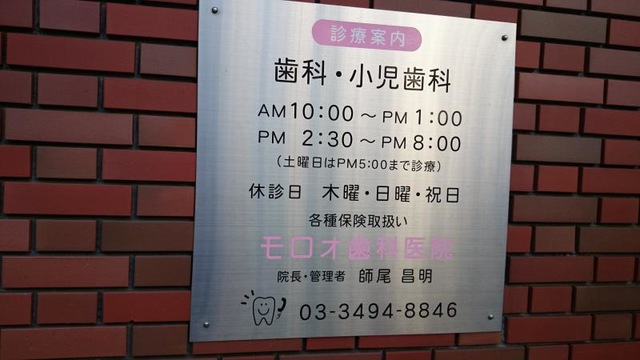 診療案内
歯科・小児歯科
AM 10:00 ～ PM 1:00
PM 2:30 ～ PM 8:00
（土曜日はPM5:00まで診療）
休診日 木曜・日曜・祝日
各種保険取扱い
モロオ歯科医院
院長・管理者 師尾 昌明
03-3494-8846